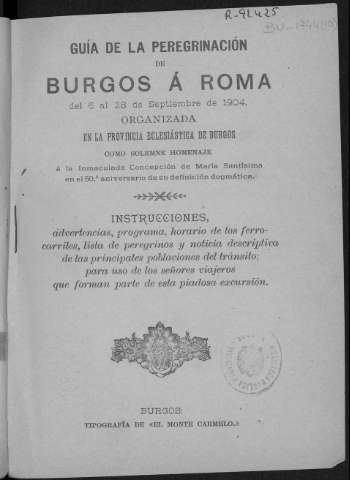 R-92425
GUÍA DE LA PEREGRINACIÓN
DE
BURGOS Á ROMA
del 6 al 28 de Septiembre de 1904,
ORGANIZADA
EN LA PROVINCIA ECLESIÁSTICA DE BURGOS
COMO SOLEMNE HOMENAJE
á la Inmaculada Concepción de María Santísima
en el 50.º aniversario de su definición dogmática.
INSTRUCCIONES,
advertencias, programa, horario de los ferro-
carriles, lista de peregrinos y noticia descriptiva
de las principales poblaciones del tránsito;
para uso de los señores viajeros
que forman parte de esta piadosa excursión.
BURGOS:
TIPOGRAFÍA DE «EL MONTE CARMELO.»